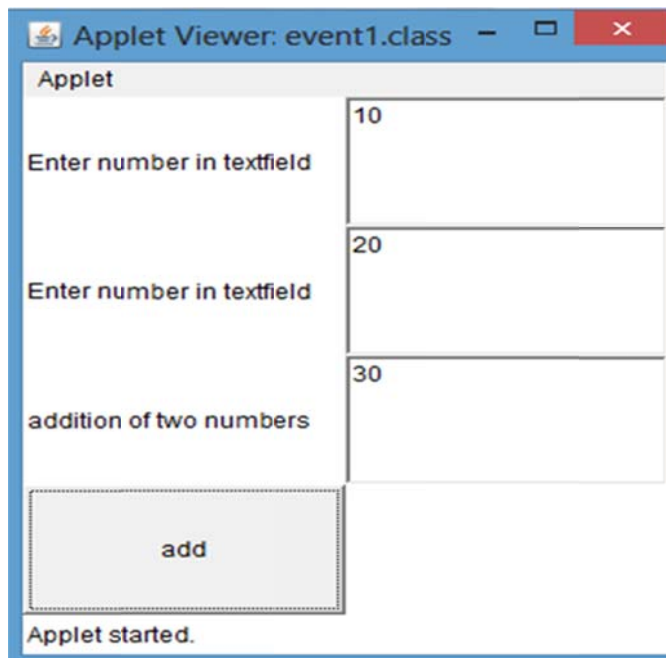 Applet Viewer: event1.class
Applet
Enter number in textfield
10
Enter number in textfield
20
addition of two numbers
30
add
Applet started.